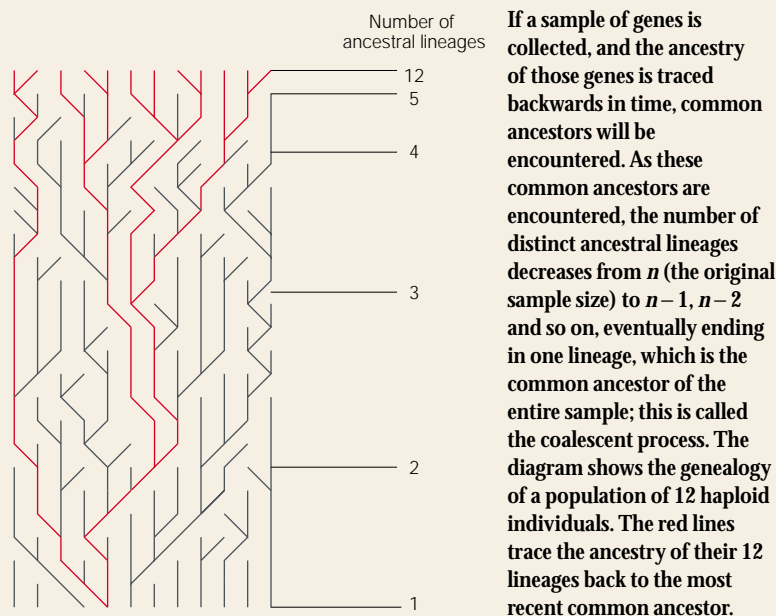 Number of
ancestral lineages
12
5
4
3
2
1
If a sample of genes is
collected, and the ancestry
of those genes is traced
backwards in time, common
ancestors will be
encountered. As these
common ancestors are
encountered, the number of
distinct ancestral lineages
decreases from n (the original
sample size) to n – 1, n – 2
and so on, eventually ending
in one lineage, which is the
common ancestor of the
entire sample; this is called
the coalescent process. The
diagram shows the genealogy
of a population of 12 haploid
individuals. The red lines
trace the ancestry of their 12
lineages back to the most
recent common ancestor.